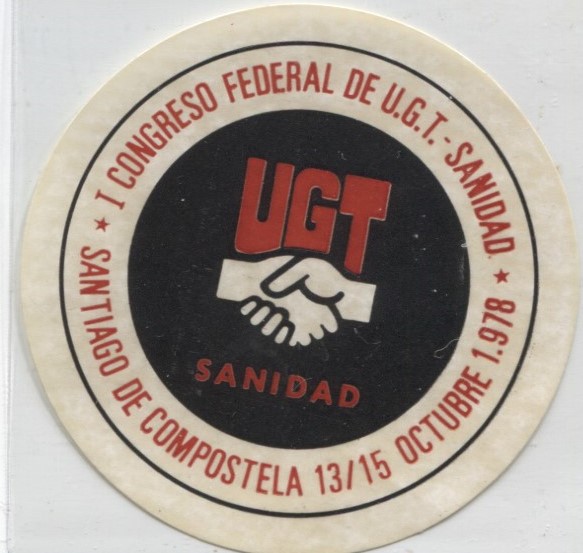 I CONGRESO FEDERAL DE U.G.T.-SANIDAD
★ SANTIAGO DE COMPOSTELA 13/15 OCTUBRE 1.978 ★
UGT
SANIDAD